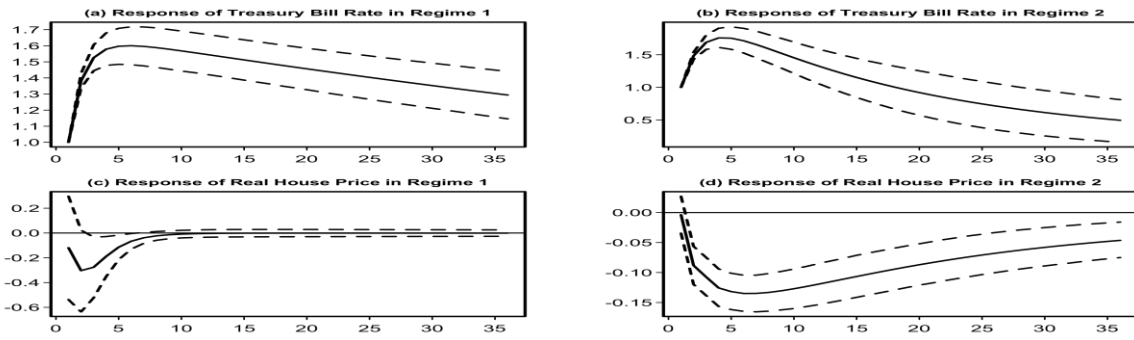 (a) Response of Treasury Bill Rate in Regime 1
1.7
1.6
1.5
1.4
1.3
1.2
1.1
1.0
0 5 10 15 20 25 30 35
(b) Response of Treasury Bill Rate in Regime 2
1.5
1.0
0.5
0 5 10 15 20 25 30 35
(c) Response of Real House Price in Regime 1
0.2
0.0
-0.2
-0.4
-0.6
0 5 10 15 20 25 30 35
(d) Response of Real House Price in Regime 2
0.00
-0.05
-0.10
-0.15
0 5 10 15 20 25 30 35